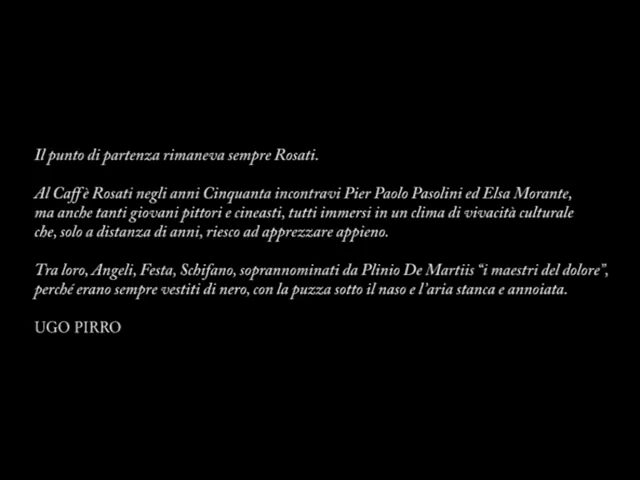 Il punto di partenza rimaneva sempre Rosati.
Al Caffè Rosati negli anni Cinquanta incontravi Pier Paolo Pasolini ed Elsa Morante,
ma anche tanti giovani pittori e cineasti, tutti immersi in un clima di vivacità culturale
che, solo a distanza di anni, riesco ad apprezzare appieno.
Tra loro, Angeli, Festa, Schifano, soprannominati da Plinio De Martiis “i maestri del dolore”,
perché erano sempre vestiti di nero, con la puzza sotto il naso e l’aria stanca e annoiata.
UGO PIRRO